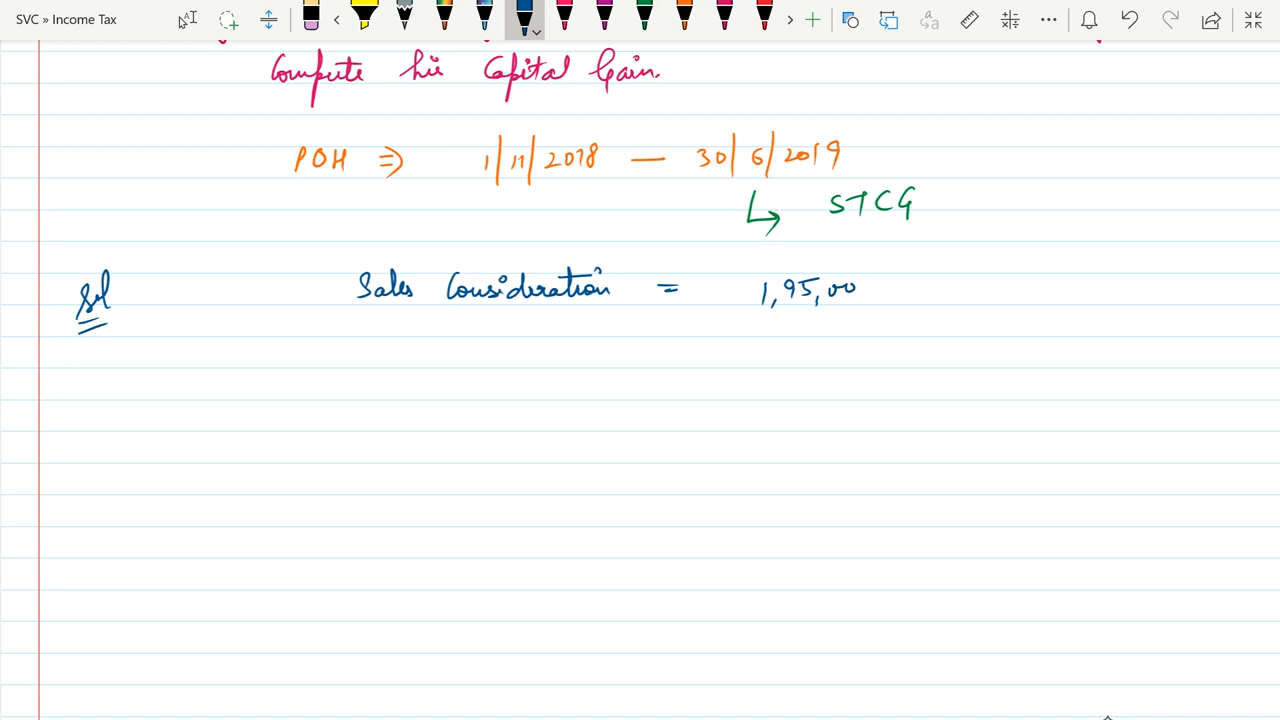 SVC » Income Tax
Compute his Capital Gain.
POH ⇒ 1/11/2018 — 30/6/2019
↳ STCG
Sol Sales Consideration = 1,95,00